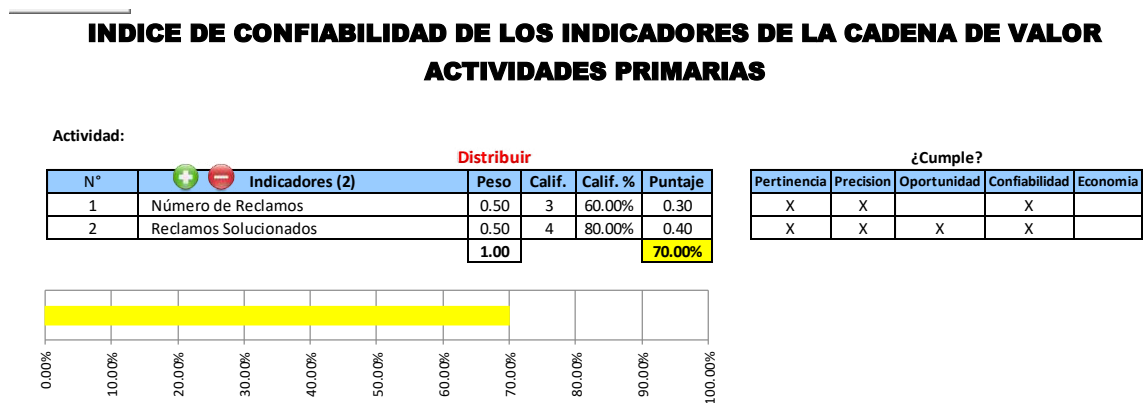 INDICE DE CONFIABILIDAD DE LOS INDICADORES DE LA CADENA DE VALOR
ACTIVIDADES PRIMARIAS
Actividad:
Distribuir
¿Cumple?
N° Indicadores (2) Peso Calif. Calif. % Puntaje Pertinencia Precision Oportunidad Confiabilidad Economia
1 Número de Reclamos 0.50 3 60.00% 0.30 X X X
2 Reclamos Solucionados 0.50 4 80.00% 0.40 X X X X
1.00 70.00%
0.00% 10.00% 20.00% 30.00% 40.00% 50.00% 60.00% 70.00% 80.00% 90.00% 100.00%